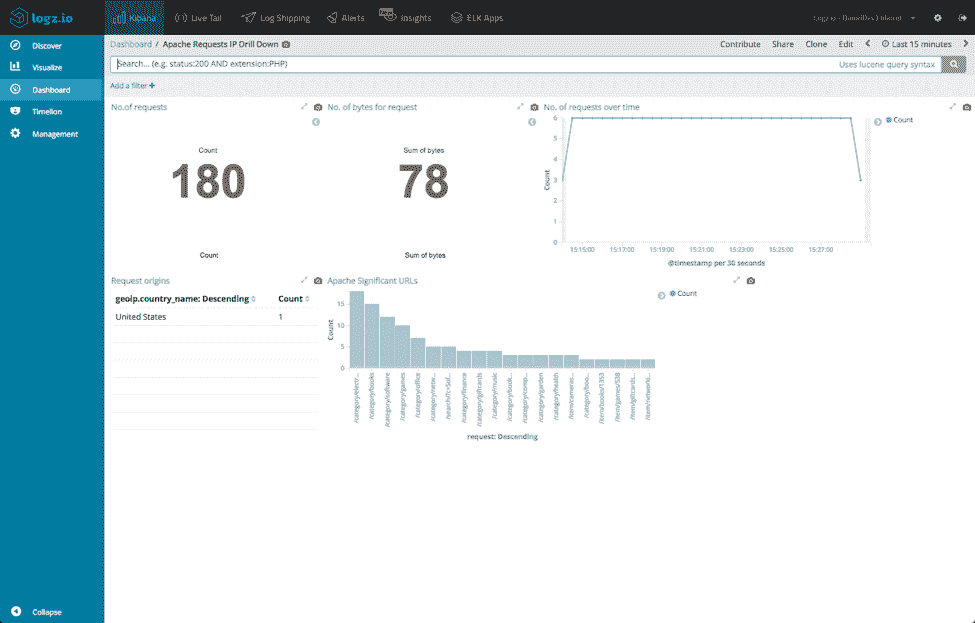 logz.io
Kibana
Live Tail
Log Shipping
Alerts
Insights
ELK Apps
Discover
Visualize
Dashboard
Timelion
Management
Collapse
Dashboard / Apache Requests IP Drill Down
Contribute Share Clone Edit Last 15 minutes
Search... (e.g. status:200 AND extension:PHP)
Uses lucene query syntax
Add a filter +
No.of requests
Count
180
Count
No. of bytes for request
Sum of bytes
78
Sum of bytes
No. of requests over time
Count
6
5
4
3
2
1
0
15:15:00 15:17:00 15:19:00 15:21:00 15:23:00 15:25:00 15:27:00
@timestamp per 30 seconds
Count
Request origins
geoip.country_name: Descending Count
United States 1
Apache Significant URLs
Count
15
10
5
0
/category/electr...
/category/books
/category/software
/category/games
/category/office
/category/netw...
/category/finance
/category/giftcards
/category/music
/category/book...
/category/comp...
/category/garden
/category/health
/item/cameras...
/category/boo...
/item/books/1353
/item/games/538
/item/giftcards...
/item/network...
request: Descending
Count